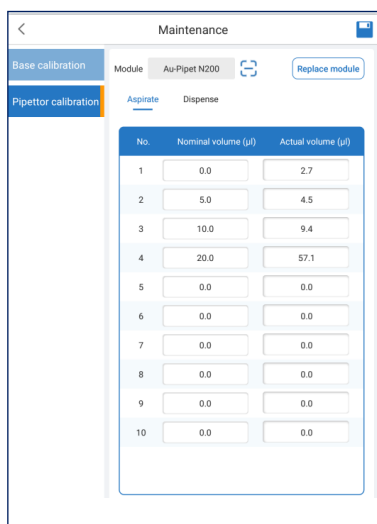 Maintenance
Base calibration
Pipettor calibration
Module Au-Pipet N200 Replace module
Aspirate Dispense
No. Nominal volume (µl) Actual volume (µl)
1 0.0 2.7
2 5.0 4.5
3 10.0 9.4
4 20.0 57.1
5 0.0 0.0
6 0.0 0.0
7 0.0 0.0
8 0.0 0.0
9 0.0 0.0
10 0.0 0.0